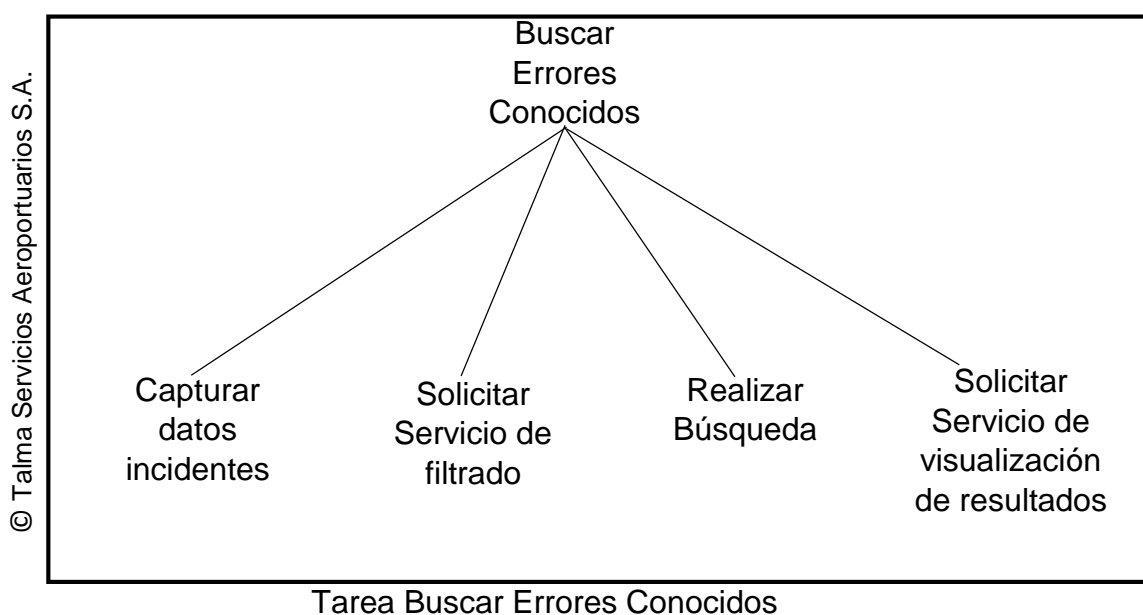 Buscar
Errores
Conocidos
Capturar
datos
incidentes
Solicitar
Servicio de
filtrado
Realizar
Búsqueda
Solicitar
Servicio de
visualización
de resultados
© Talma Servicios Aeroportuarios S.A.
Tarea Buscar Errores Conocidos